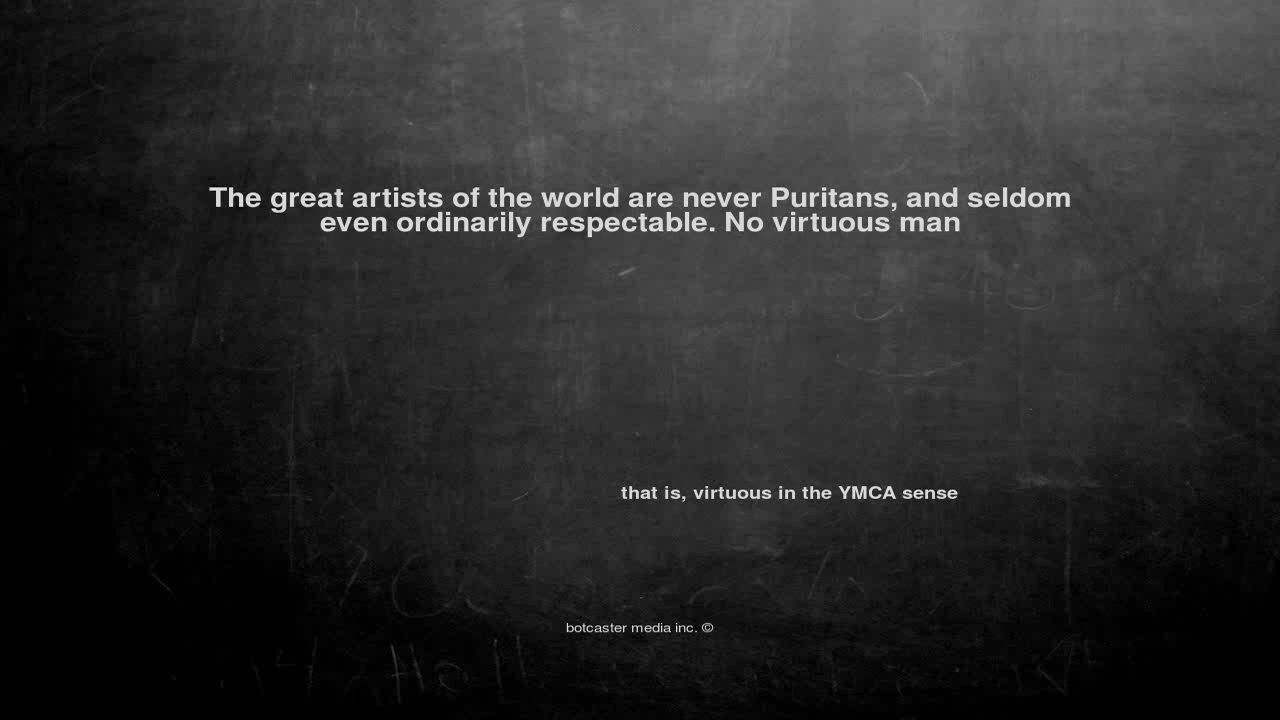 The great artists of the world are never Puritans, and seldom
even ordinarily respectable. No virtuous man
that is, virtuous in the YMCA sense
botcaster media inc. ©